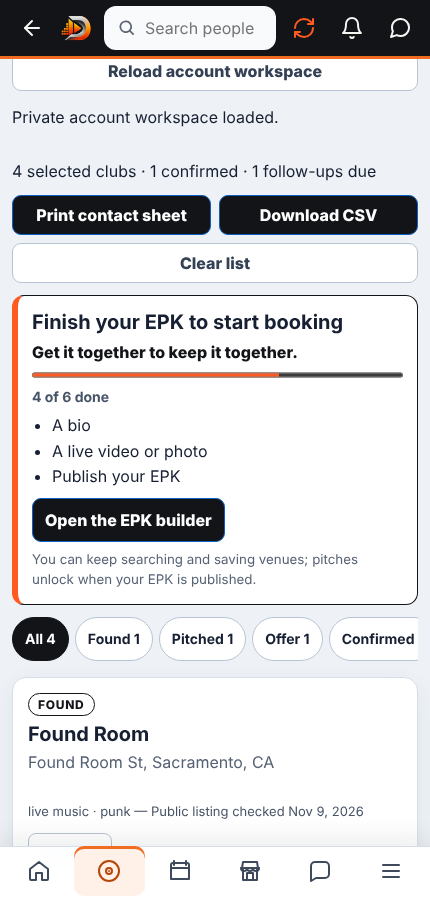 Search people
Reload account workspace
Private account workspace loaded.
4 selected clubs · 1 confirmed · 1 follow-ups due
Print contact sheet
Download CSV
Clear list
Finish your EPK to start booking
Get it together to keep it together.
4 of 6 done
• A bio
• A live video or photo
• Publish your EPK
Open the EPK builder
You can keep searching and saving venues; pitches
unlock when your EPK is published.
All 4
Found 1
Pitched 1
Offer 1
Confirmed
FOUND
Found Room
Found Room St, Sacramento, CA
live music · punk — Public listing checked Nov 9, 2026